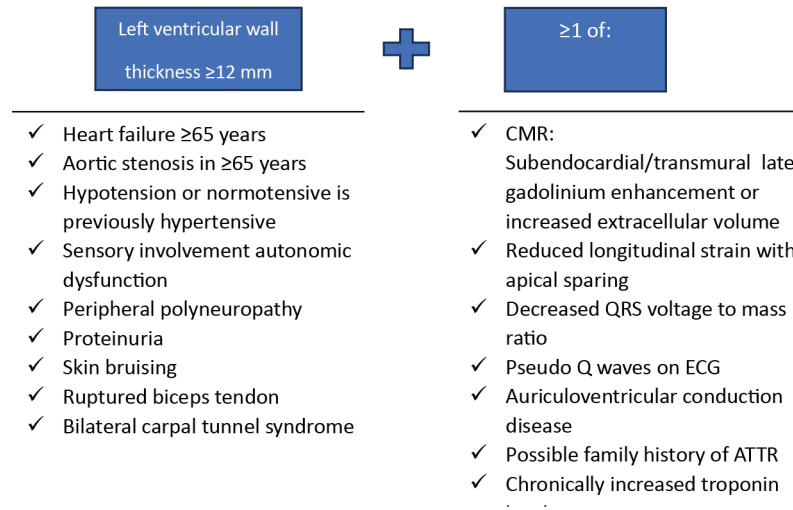 Left ventricular wall
thickness ≥12 mm
≥1 of:
✓ Heart failure ≥65 years
✓ Aortic stenosis in ≥65 years
✓ Hypotension or normotensive is
previously hypertensive
✓ Sensory involvement autonomic
dysfunction
✓ Peripheral polyneuropathy
✓ Proteinuria
✓ Skin bruising
✓ Ruptured biceps tendon
✓ Bilateral carpal tunnel syndrome
✓ CMR:
Subendocardial/transmural late
gadolinium enhancement or
increased extracellular volume
✓ Reduced longitudinal strain with
apical sparing
✓ Decreased QRS voltage to mass
ratio
✓ Pseudo Q waves on ECG
✓ Auriculoventricular conduction
disease
✓ Possible family history of ATTR
✓ Chronically increased troponin